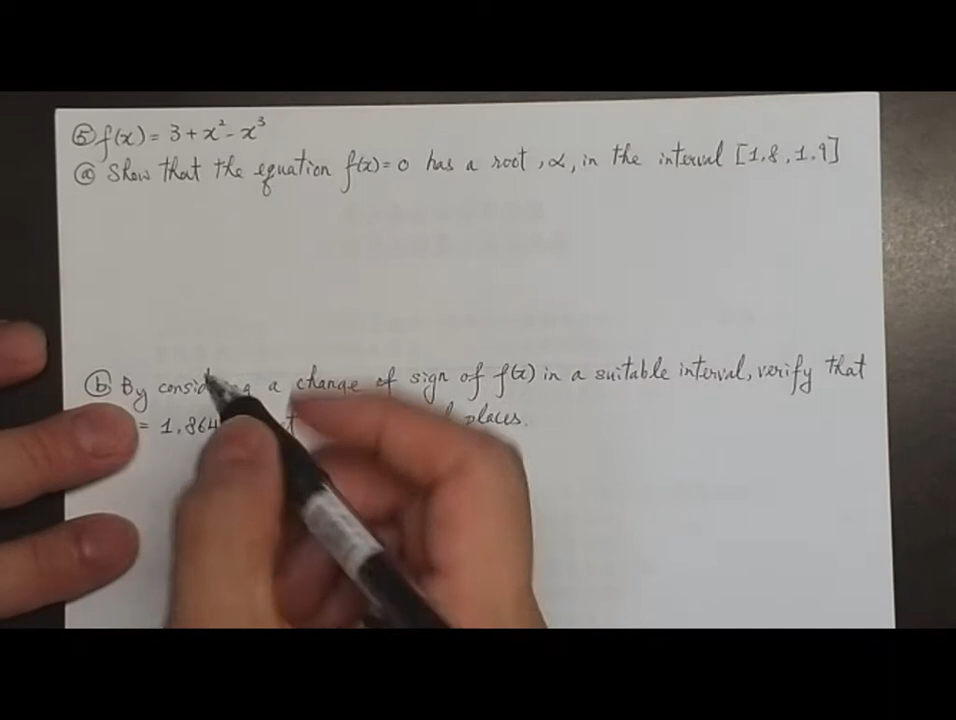 ⑤ f(x) = 3 + x² - x³
ⓐ Show that the equation f(x) = 0 has a root, α, in the interval [1.8, 1.9]
ⓑ By considering a change of sign of f(x) in a suitable interval, verify that
= 1.864 places.